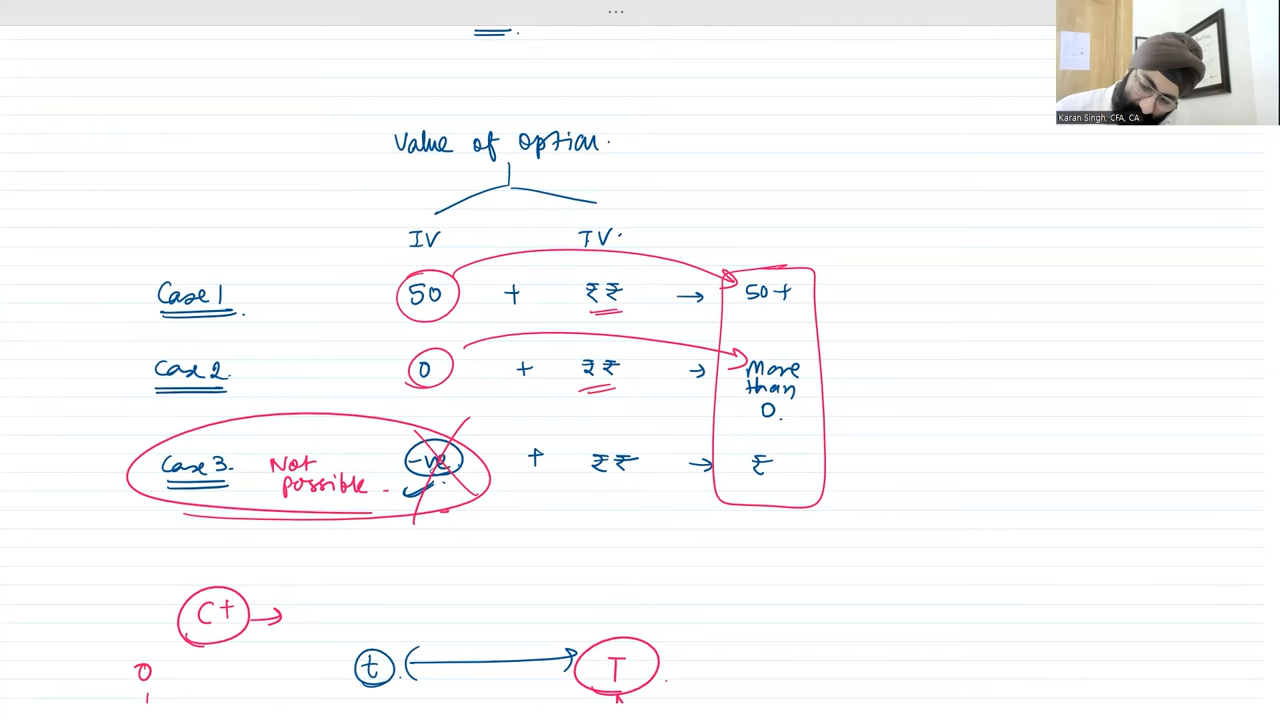 Karan Singh, CFA, CA
Value of option.
IV TV.
Case 1. 50 + ₹₹ → 50+
Case 2. 0 + ₹₹ → More
than
0.
Case 3. Not
possible. -ve + ₹₹ → ₹
C+ →
0 t T